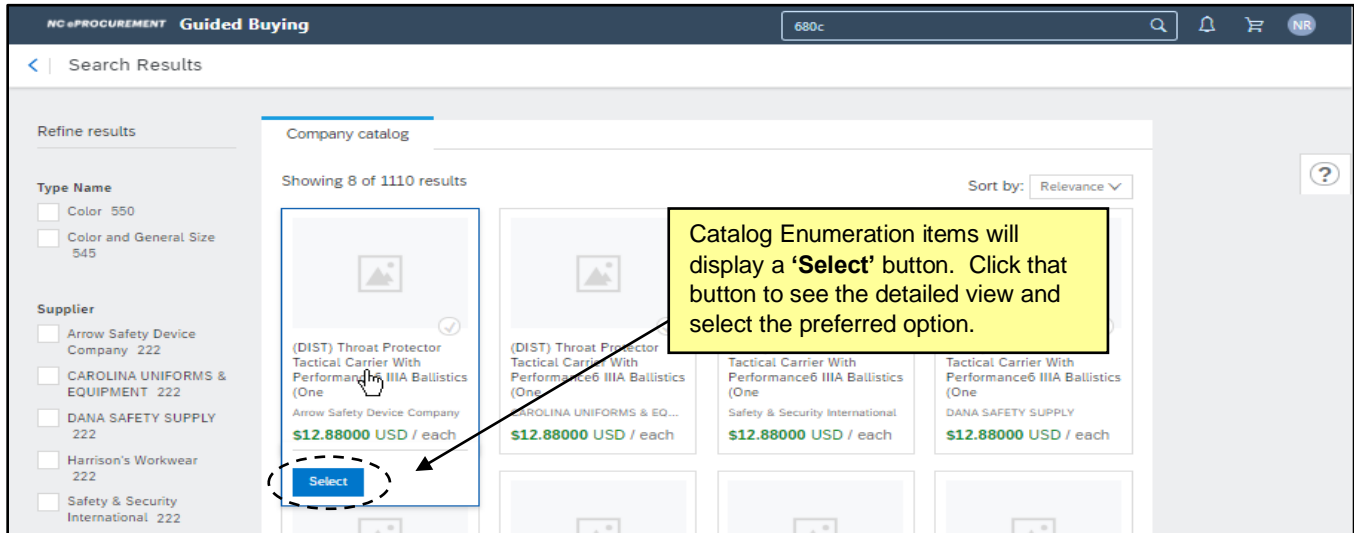 NC ePROCUREMENT Guided Buying
680c
NR
Search Results
Refine results
Type Name
Color 550
Color and General Size
545
Supplier
Arrow Safety Device
Company 222
CAROLINA UNIFORMS &
EQUIPMENT 222
DANA SAFETY SUPPLY
222
Harrison's Workwear
222
Safety & Security
International 222
Company catalog
Showing 8 of 1110 results
Sort by: Relevance
?
Catalog Enumeration items will
display a ‘Select’ button. Click that
button to see the detailed view and
select the preferred option.
(DIST) Throat Protector
Tactical Carrier With
Performance6 IIIA Ballistics
(One
Arrow Safety Device Company
$12.88000 USD / each
Select
(DIST) Throat Protector
Tactical Carrier With
Performance6 IIIA Ballistics
(One
CAROLINA UNIFORMS & EQ...
$12.88000 USD / each
Tactical Carrier With
Performance6 IIIA Ballistics
(One
Safety & Security International
$12.88000 USD / each
Tactical Carrier With
Performance6 IIIA Ballistics
(One
DANA SAFETY SUPPLY
$12.88000 USD / each